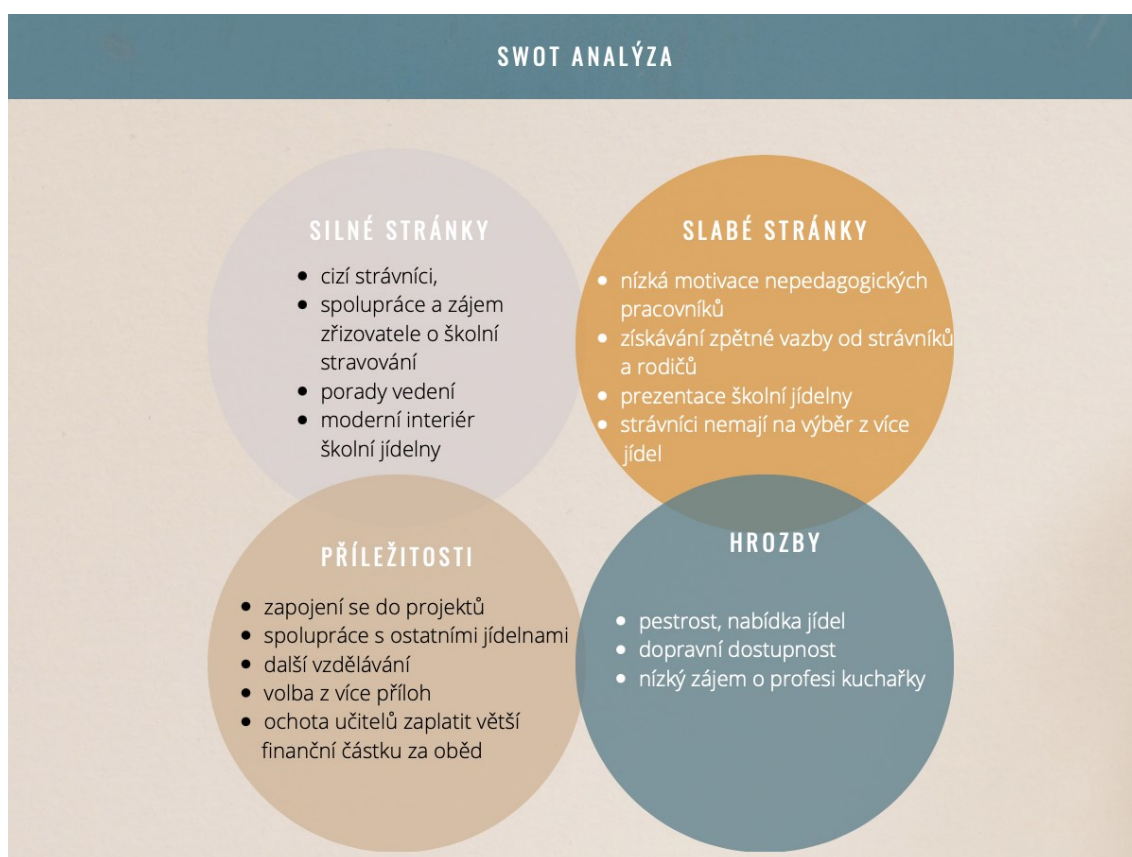 SWOT ANALÝZA
SILNÉ STRÁNKY
• cizí strávníci,
• spolupráce a zájem
zřizovatele o školní
stravování
• porady vedení
• moderní interiér
školní jídelny
SLABÉ STRÁNKY
• nízká motivace nepedagogických
pracovníků
• získávání zpětné vazby od strávníků
a rodičů
• prezentace školní jídelny
• strávníci nemají na výběr z více
jídel
PŘÍLEŽITOSTI
• zapojení se do projektů
• spolupráce s ostatními jídelnami
• další vzdělávání
• volba z více příloh
• ochota učitelů zaplatit větší
finanční částku za oběd
HROZBY
• pestrost, nabídka jídel
• dopravní dostupnost
• nízký zájem o profesi kuchařky